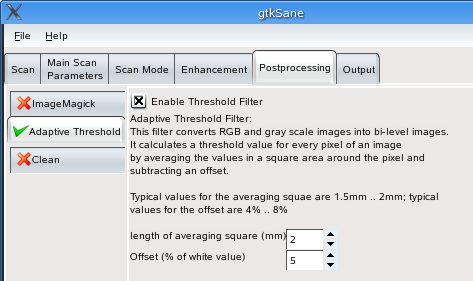 gtkSane
File Help
Scan
Main Scan
Parameters
Scan Mode
Enhancement
Postprocessing
Output
ImageMagick
Adaptive Threshold
Clean
Enable Threshold Filter
Adaptive Threshold Filter:
This filter converts RGB and gray scale images into bi-level images.
It calculates a threshold value for every pixel of an image
by averaging the values in a square area around the pixel and
subtracting an offset.
Typical values for the averaging squae are 1.5mm .. 2mm; typical
values for the offset are 4% .. 8%
length of averaging square (mm) 2
Offset (% of white value) 5